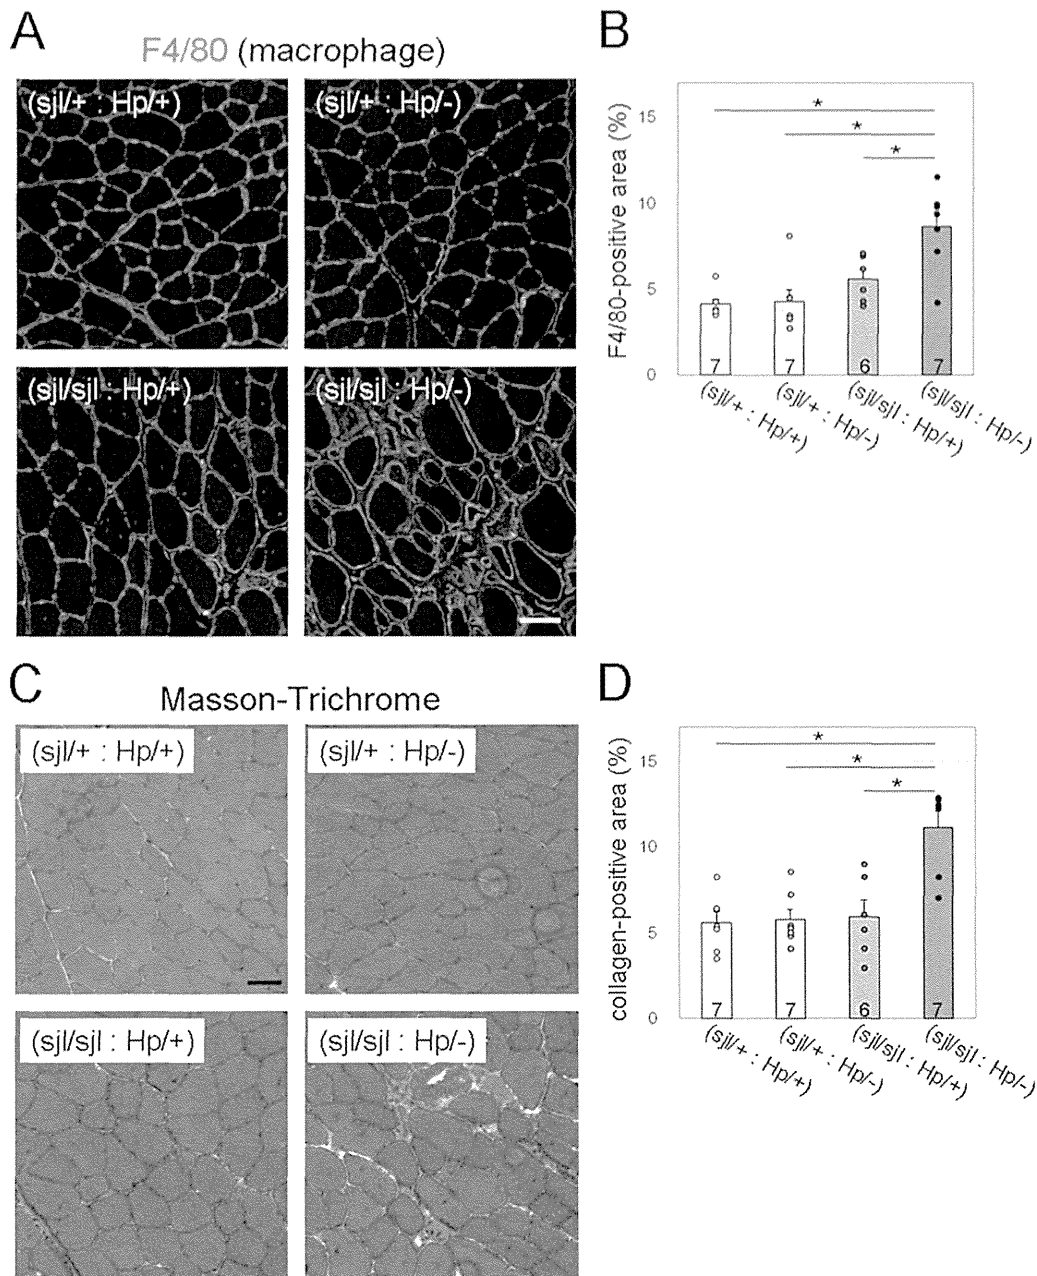 A
F4/80 (macrophage)
(sjl/+ : Hp/+)
(sjl/+ : Hp/-)
(sjl/sjl : Hp/+)
(sjl/sjl : Hp/-)
B
F4/80-positive area (%)
15
10
5
0
*
*
*
7
7
6
7
(sjl/+ : Hp/+)
(sjl/+ : Hp/-)
(sjl/sjl : Hp/+)
(sjl/sjl : Hp/-)
C
Masson-Trichrome
(sjl/+ : Hp/+)
(sjl/+ : Hp/-)
(sjl/sjl : Hp/+)
(sjl/sjl : Hp/-)
D
collagen-positive area (%)
15
10
5
0
*
*
*
7
7
6
7
(sjl/+ : Hp/+)
(sjl/+ : Hp/-)
(sjl/sjl : Hp/+)
(sjl/sjl : Hp/-)